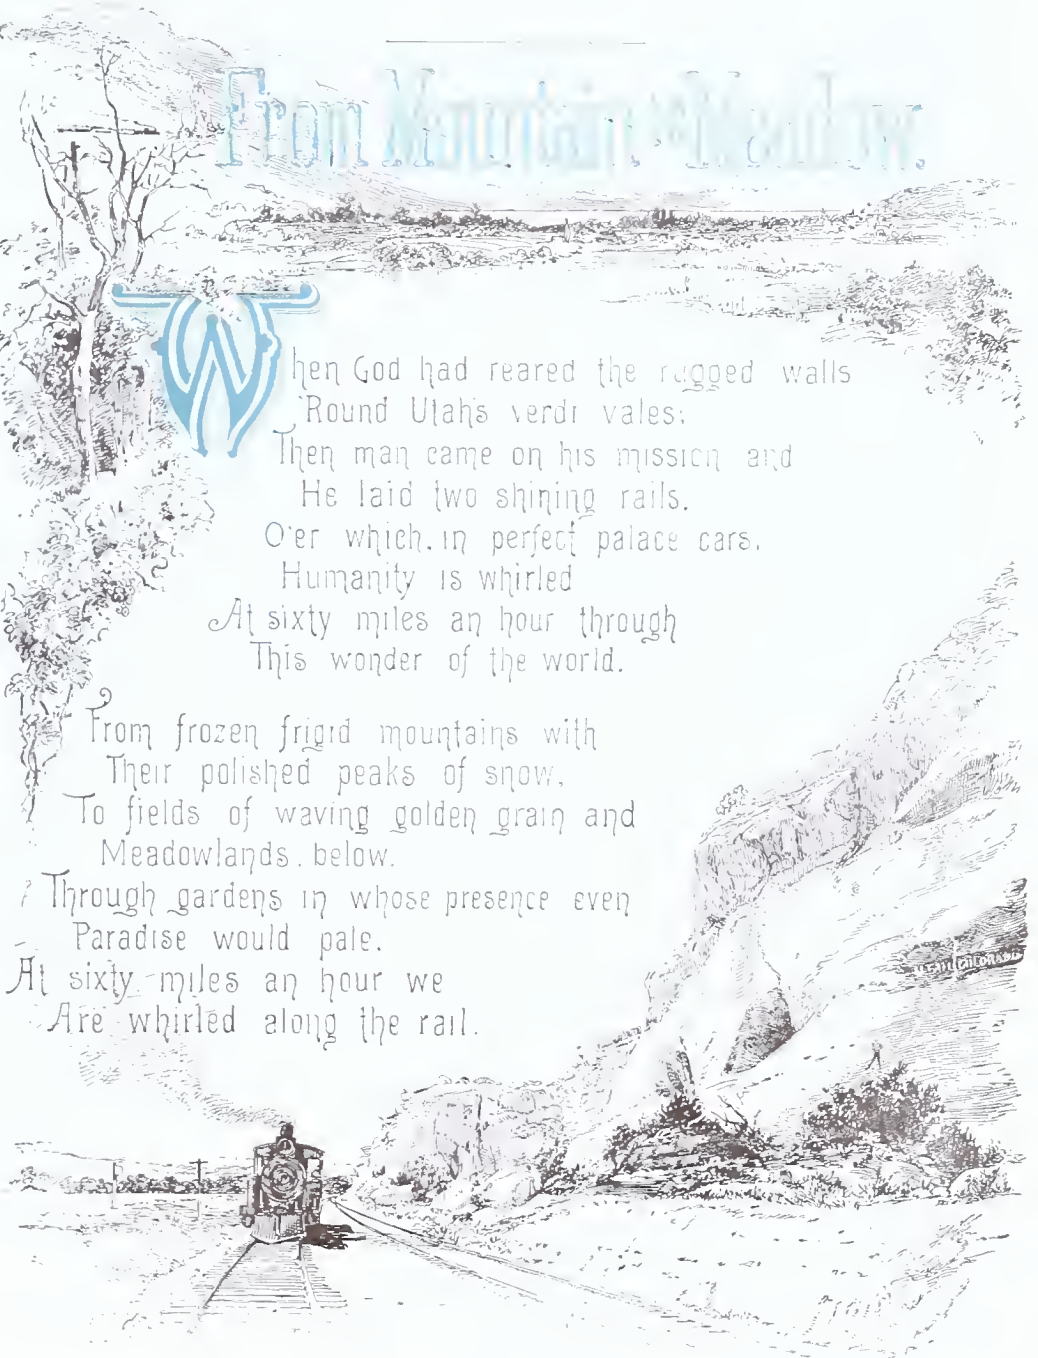 From Mountain to Meadow.
When God had reared the rugged walls
'Round Utah's verdt vales;
Then man came on his mission and
He laid two shining rails.
O'er which, in perfect palace cars,
Humanity is whirled
At sixty miles an hour through
This wonder of the world.
From frozen frigid mountains with
Their polished peaks of snow,
To fields of waving golden grain and
Meadowlands, below.
Through gardens in whose presence even
Paradise would pale.
At sixty miles an hour we
Are whirled along the rail.
UTAH COLORADO